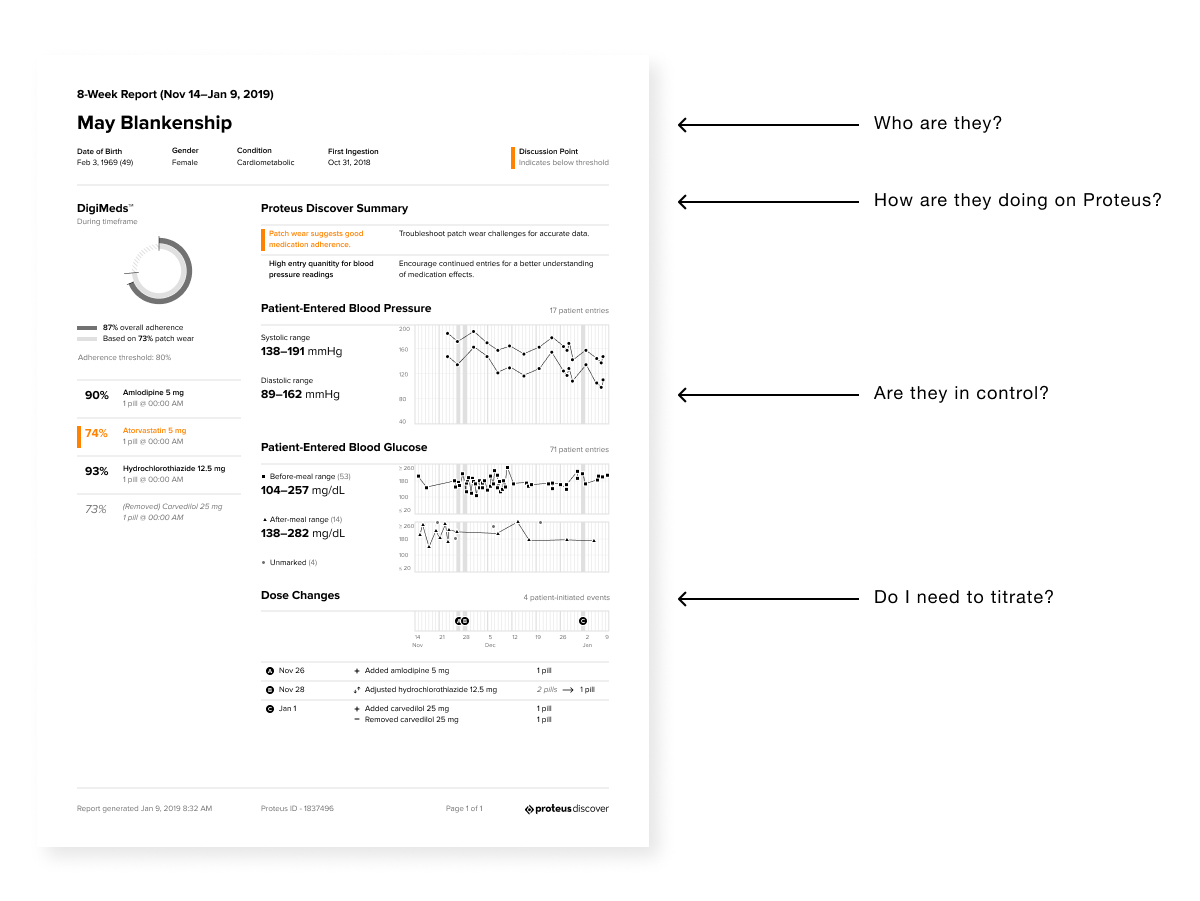 8-Week Report (Nov 14–Jan 9, 2019)
May Blankenship
Date of Birth
Feb 3, 1969 (49)
Gender
Female
Condition
Cardiometabolic
First Ingestion
Oct 31, 2018
Discussion Point
Indicates below threshold
DigiMeds™
During timeframe
87% overall adherence
Based on 73% patch wear
Adherence threshold: 80%
90% Amlodipine 5 mg
1 pill @ 00:00 AM
74% Atorvastatin 5 mg
1 pill @ 00:00 AM
93% Hydrochlorothiazide 12.5 mg
1 pill @ 00:00 AM
73% (Removed) Carvedilol 25 mg
1 pill @ 00:00 AM
Proteus Discover Summary
Patch wear suggests good
medication adherence.
Troubleshoot patch wear challenges for accurate data.
High entry quanitity for blood
pressure readings
Encourage continued entries for a better understanding
of medication effects.
Patient-Entered Blood Pressure
17 patient entries
Systolic range
138–191 mmHg
Diastolic range
89–162 mmHg
200
160
120
80
40
Patient-Entered Blood Glucose
71 patient entries
Before-meal range (53)
104–257 mg/dL
After-meal range (14)
138–282 mg/dL
Unmarked (4)
≥ 260
180
100
≤ 20
≥ 260
180
100
≤ 20
Dose Changes
4 patient-initiated events
A B C
14 21 28 5 12 19 26 2 9
Nov Dec Jan
A Nov 26 + Added amlodipine 5 mg 1 pill
B Nov 28 Adjusted hydrochlorothiazide 12.5 mg 2 pills → 1 pill
C Jan 1 + Added carvedilol 25 mg 1 pill
– Removed carvedilol 25 mg 1 pill
Report generated Jan 9, 2019 8:32 AM
Proteus ID - 1837496
Page 1 of 1
proteusdiscover
Who are they?
How are they doing on Proteus?
Are they in control?
Do I need to titrate?